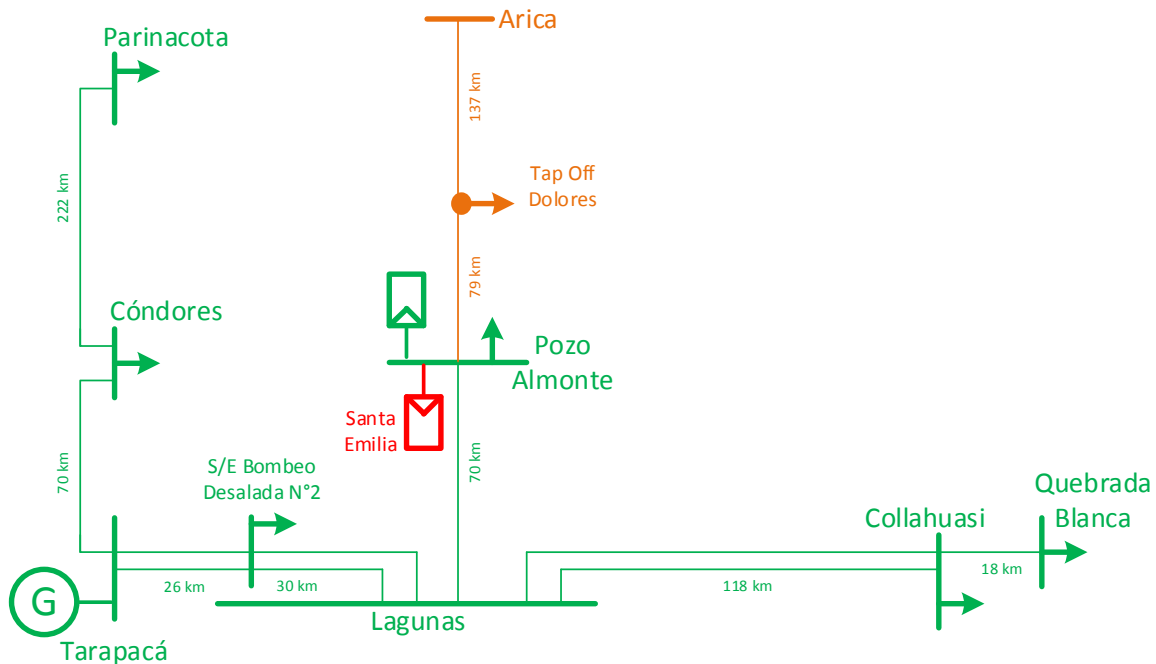 Arica
Parinacota
137 km
Tap Off
Dolores
222 km
79 km
Cóndores
Pozo
Almonte
Santa
Emilia
70 km
70 km
S/E Bombeo
Desalada N°2
Quebrada
Blanca
Collahuasi
26 km
30 km
118 km
18 km
G
Lagunas
Tarapacá